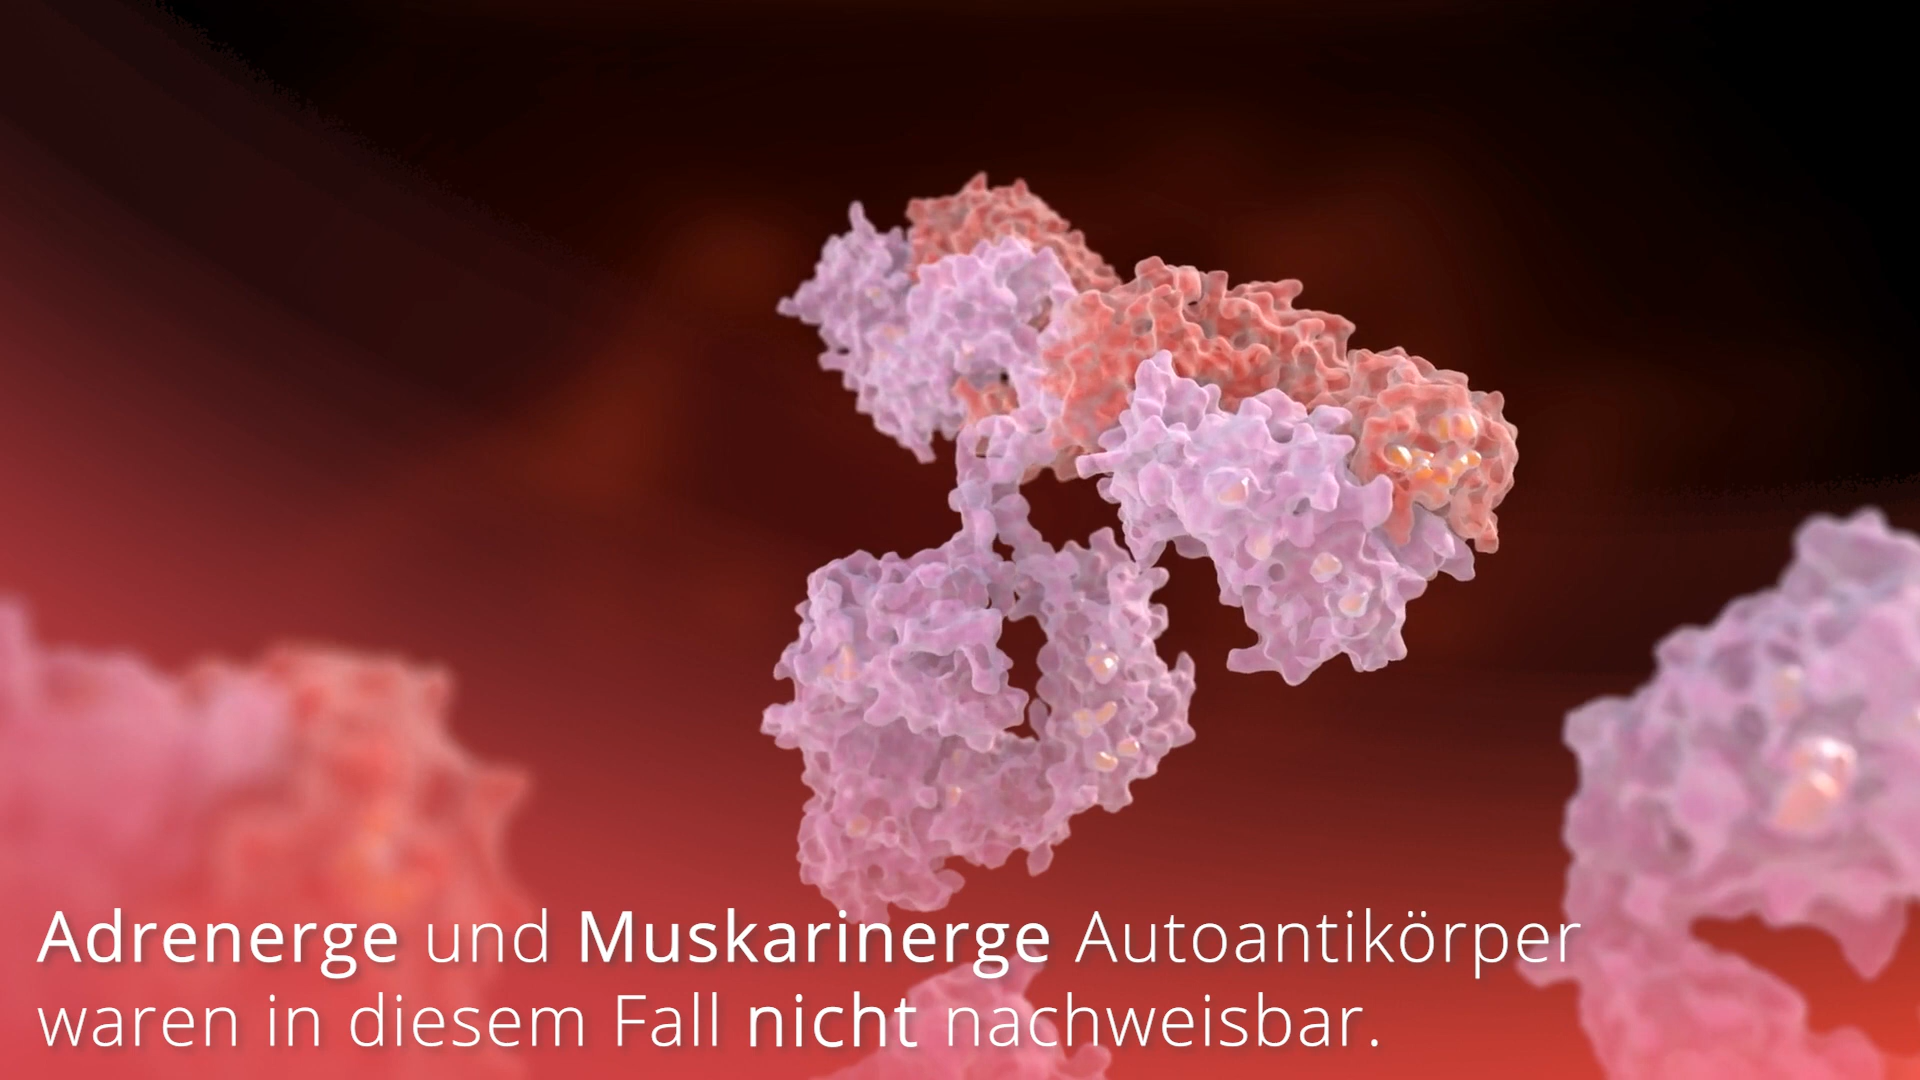 Adrenerge und Muskarinerge Autoantikörper
waren in diesem Fall nicht nachweisbar.